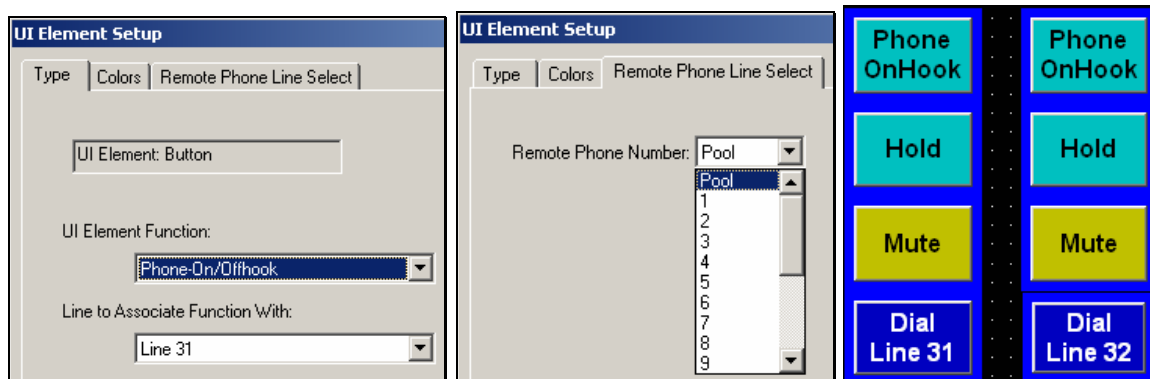 UI Element Setup
Type
Colors
Remote Phone Line Select
UI Element: Button
UI Element Function:
Phone-On/Offhook
Line to Associate Function With:
Line 31
UI Element Setup
Type
Colors
Remote Phone Line Select
Remote Phone Number:
Pool
Pool
1
2
3
4
5
6
7
8
9
Phone
OnHook
Hold
Mute
Dial
Line 31
Phone
OnHook
Hold
Mute
Dial
Line 32